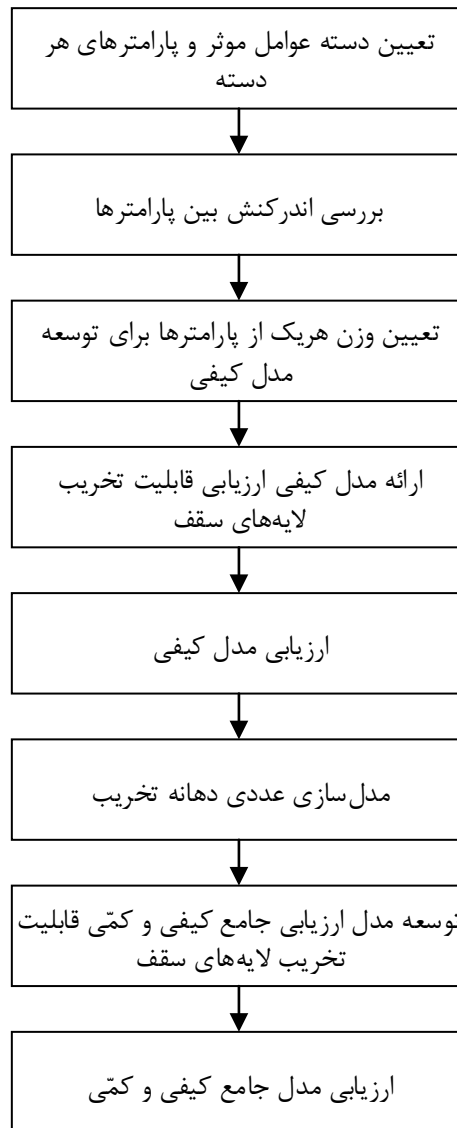 تعیین دسته عوامل موثر و پارامترهای هر
دسته
بررسی اندرکنش بین پارامترها
تعیین وزن هریک از پارامترها برای توسعه
مدل کیفی
ارائه مدل کیفی ارزیابی قابلیت تخریب
لایه‌های سقف
ارزیابی مدل کیفی
مدل‌سازی عددی دهانه تخریب
توسعه مدل ارزیابی جامع کیفی و کمّی قابلیت
تخریب لایه‌های سقف
ارزیابی مدل جامع کیفی و کمّی